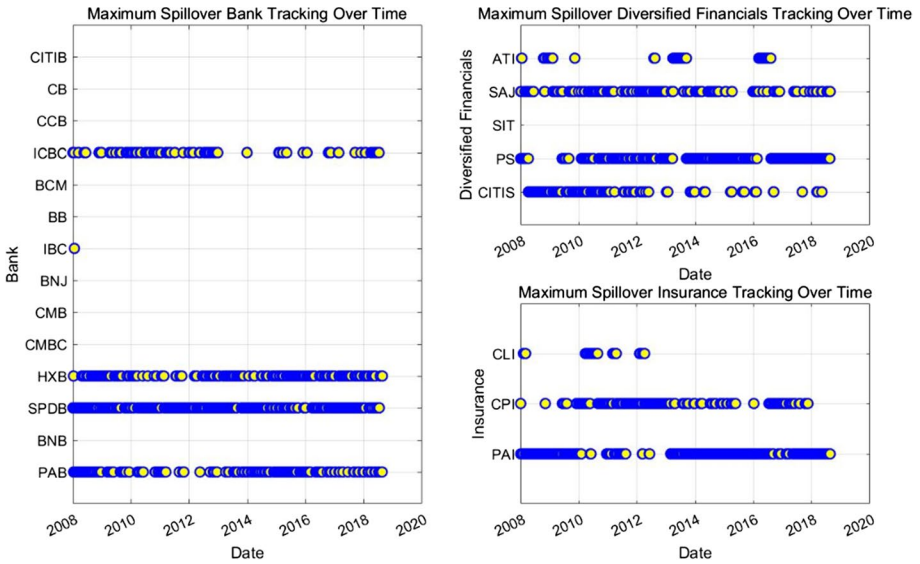 Maximum Spillover Bank Tracking Over Time
CITIB
CB
CCB
ICBC
BCM
BB
IBC
BNJ
CMB
CMBC
HXB
SPDB
BNB
PAB
Bank
2008 2010 2012 2014 2016 2018 2020
Date
Maximum Spillover Diversified Financials Tracking Over Time
ATI
SAJ
SIT
PS
CITIS
Diversified Financials
2008 2010 2012 2014 2016 2018 2020
Date
Maximum Spillover Insurance Tracking Over Time
CLI
CPI
PAI
Insurance
2008 2010 2012 2014 2016 2018 2020
Date